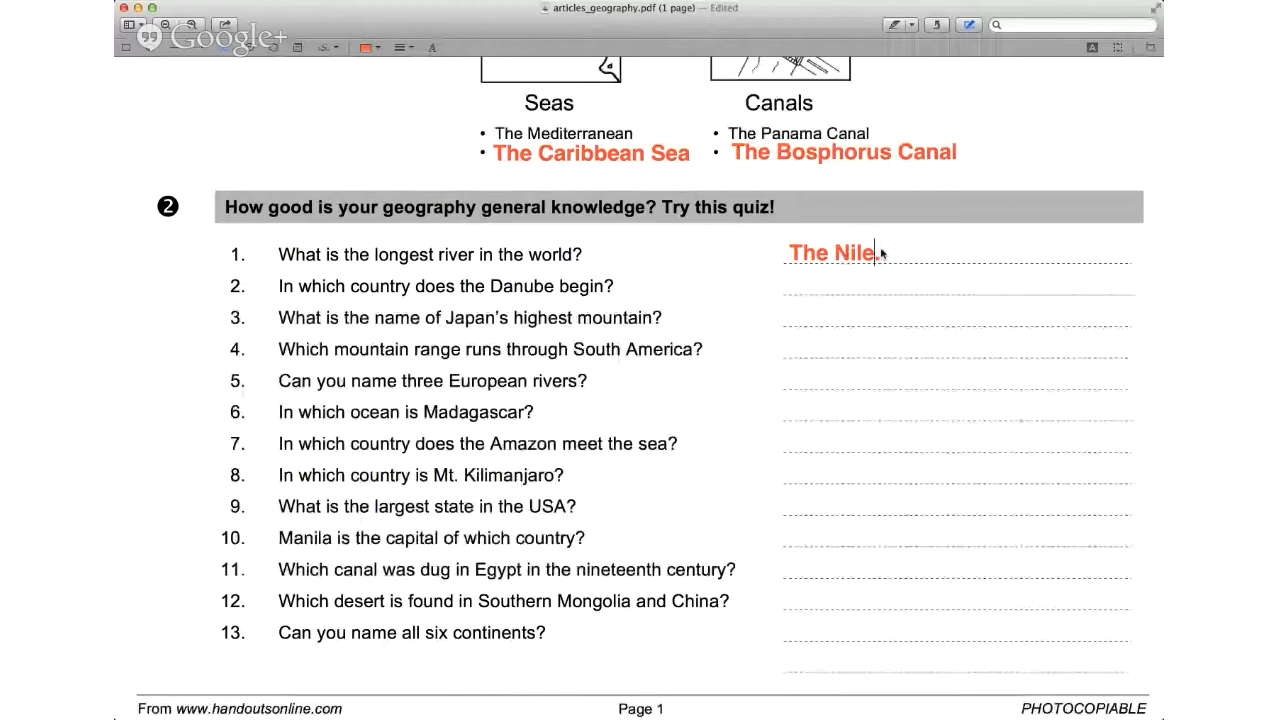 articles_geography.pdf (1 page) — Edited
Google+
Seas
Canals
• The Mediterranean
• The Panama Canal
• The Caribbean Sea
• The Bosphorus Canal
2 How good is your geography general knowledge? Try this quiz!
1. What is the longest river in the world? The Nile.
2. In which country does the Danube begin?
3. What is the name of Japan's highest mountain?
4. Which mountain range runs through South America?
5. Can you name three European rivers?
6. In which ocean is Madagascar?
7. In which country does the Amazon meet the sea?
8. In which country is Mt. Kilimanjaro?
9. What is the largest state in the USA?
10. Manila is the capital of which country?
11. Which canal was dug in Egypt in the nineteenth century?
12. Which desert is found in Southern Mongolia and China?
13. Can you name all six continents?
From www.handoutsonline.com
Page 1
PHOTOCOPIABLE